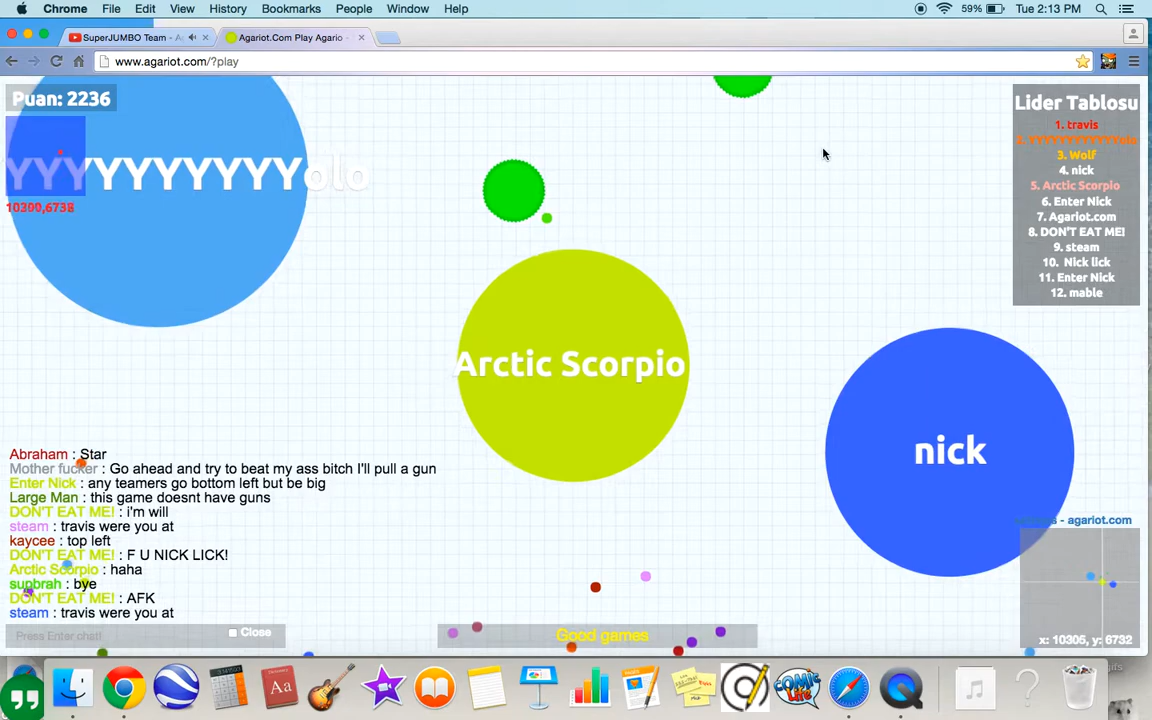 Chrome File Edit View History Bookmarks People Window Help 59% Tue 2:13 PM
SuperJUMBO Team - Agariot.Com Play Agario
www.agariot.com/?play
Puan: 2236
YYYYYYYYYYYolo
10300,6738
Lider Tablosu
1. travis
2. YYYYYYYYYYYolo
3. Wolf
4. nick
5. Arctic Scorpio
6. Enter Nick
7. Agariot.com
8. DON'T EAT ME!
9. steam
10. Nick lick
11. Enter Nick
12. mable
Arctic Scorpio
nick
Abraham : Star
Mother fucker : Go ahead and try to beat my ass bitch I'll pull a gun
Enter Nick : any teamers go bottom left but be big
Large Man : this game doesnt have guns
DON'T EAT ME! : i'm will
steam : travis were you at
kaycee : top left
DON'T EAT ME! : F U NICK LICK!
Arctic Scorpio : haha
sunbrah : bye
DON'T EAT ME! : AFK
steam : travis were you at
Press Enter chat!
Close
Good games
- agariot.com
x: 10305, y: 6732